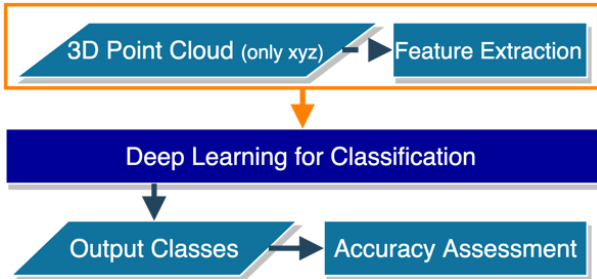 3D Point Cloud (only xyz)
Feature Extraction
Deep Learning for Classification
Output Classes
Accuracy Assessment